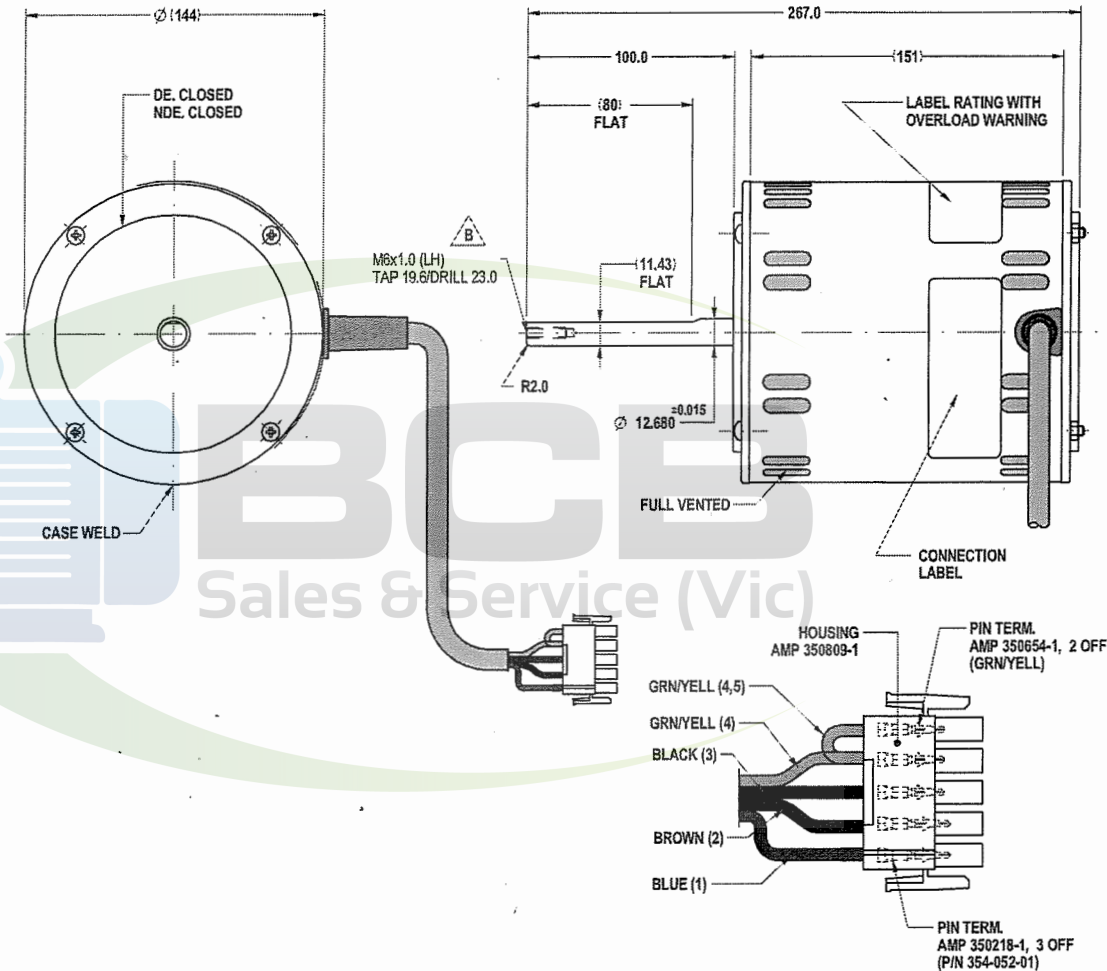 Ø (144)
267.0
100.0
(151)
(80)
FLAT
DE. CLOSED
NDE. CLOSED
LABEL RATING WITH
OVERLOAD WARNING
B
M6x1.0 (LH)
TAP 19.6/DRILL 23.0
(11.43)
FLAT
R2.0
Ø 12.680 ±0.015
CASE WELD
FULL VENTED
CONNECTION
LABEL
BCB
Sales & Service (Vic)
HOUSING
AMP 350809-1
PIN TERM.
AMP 350654-1, 2 OFF
(GRN/YELL)
GRN/YELL (4,5)
GRN/YELL (4)
BLACK (3)
BROWN (2)
BLUE (1)
PIN TERM.
AMP 350218-1, 3 OFF
(P/N 354-052-01)